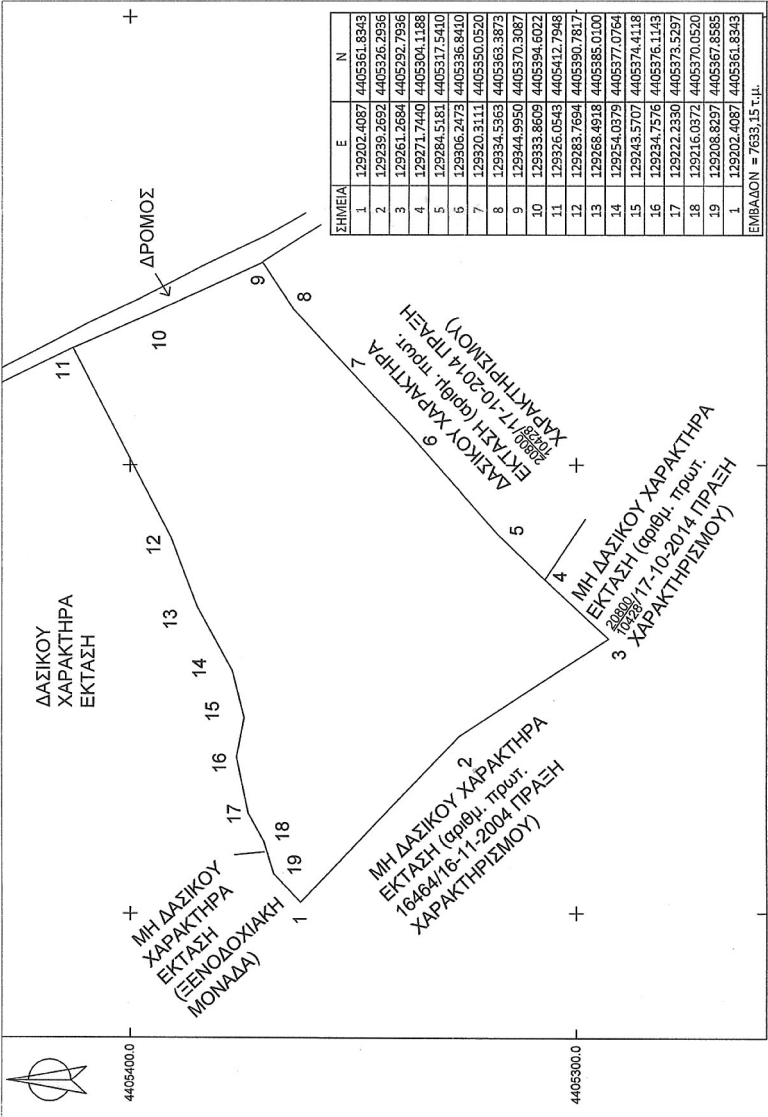 ΔΑΣΙΚΟΥ
ΧΑΡΑΚΤΗΡΑ
ΕΚΤΑΣΗ
ΔΡΟΜΟΣ
ΜΗ ΔΑΣΙΚΟΥ
ΧΑΡΑΚΤΗΡΑ
ΕΚΤΑΣΗ
(ΞΕΝΟΔΟΧΙΑΚΗ
ΜΟΝΑΔΑ)
ΜΗ ΔΑΣΙΚΟΥ ΧΑΡΑΚΤΗΡΑ
ΕΚΤΑΣΗ (αριθμ. πρωτ.
16464/16-11-2004 ΠΡΑΞΗ
ΧΑΡΑΚΤΗΡΙΣΜΟΥ)
ΜΗ ΔΑΣΙΚΟΥ ΧΑΡΑΚΤΗΡΑ
ΕΚΤΑΣΗ (αριθμ. πρωτ.
20800/10428/17-10-2014 ΠΡΑΞΗ
ΧΑΡΑΚΤΗΡΙΣΜΟΥ)
ΔΑΣΙΚΟΥ ΧΑΡΑΚΤΗΡΑ
ΕΚΤΑΣΗ (αριθμ. πρωτ.
20800/10428/17-10-2014 ΠΡΑΞΗ
ΧΑΡΑΚΤΗΡΙΣΜΟΥ)
1
2
3
4
5
6
7
8
9
10
11
12
13
14
15
16
17
18
19
4405400.0
4405300.0
ΣΗΜΕΙΑ E N
1 129202.4087 4405361.8343
2 129239.2692 4405326.2936
3 129261.2684 4405292.7936
4 129271.7440 4405304.1188
5 129284.5181 4405317.5410
6 129306.2473 4405336.8410
7 129320.3111 4405350.0520
8 129334.5363 4405363.3873
9 129344.9950 4405370.3087
10 129333.8609 4405394.6022
11 129326.0543 4405412.7948
12 129283.7694 4405390.7817
13 129268.4918 4405385.0100
14 129254.0379 4405377.0764
15 129243.5707 4405374.4118
16 129234.7576 4405376.1143
17 129222.2330 4405373.5297
18 129216.0372 4405370.0520
19 129208.8297 4405367.8585
1 129202.4087 4405361.8343
ΕΜΒΑΔΟΝ = 7633,15 τ.μ.